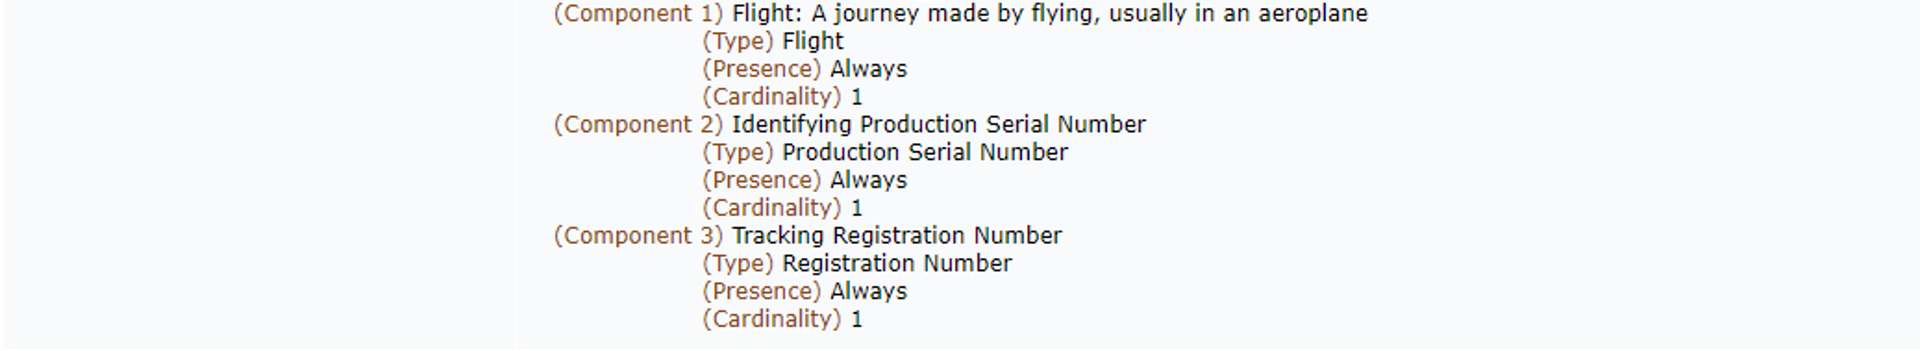 (Component 1) Flight: A journey made by flying, usually in an aeroplane
(Type) Flight
(Presence) Always
(Cardinality) 1
(Component 2) Identifying Production Serial Number
(Type) Production Serial Number
(Presence) Always
(Cardinality) 1
(Component 3) Tracking Registration Number
(Type) Registration Number
(Presence) Always
(Cardinality) 1